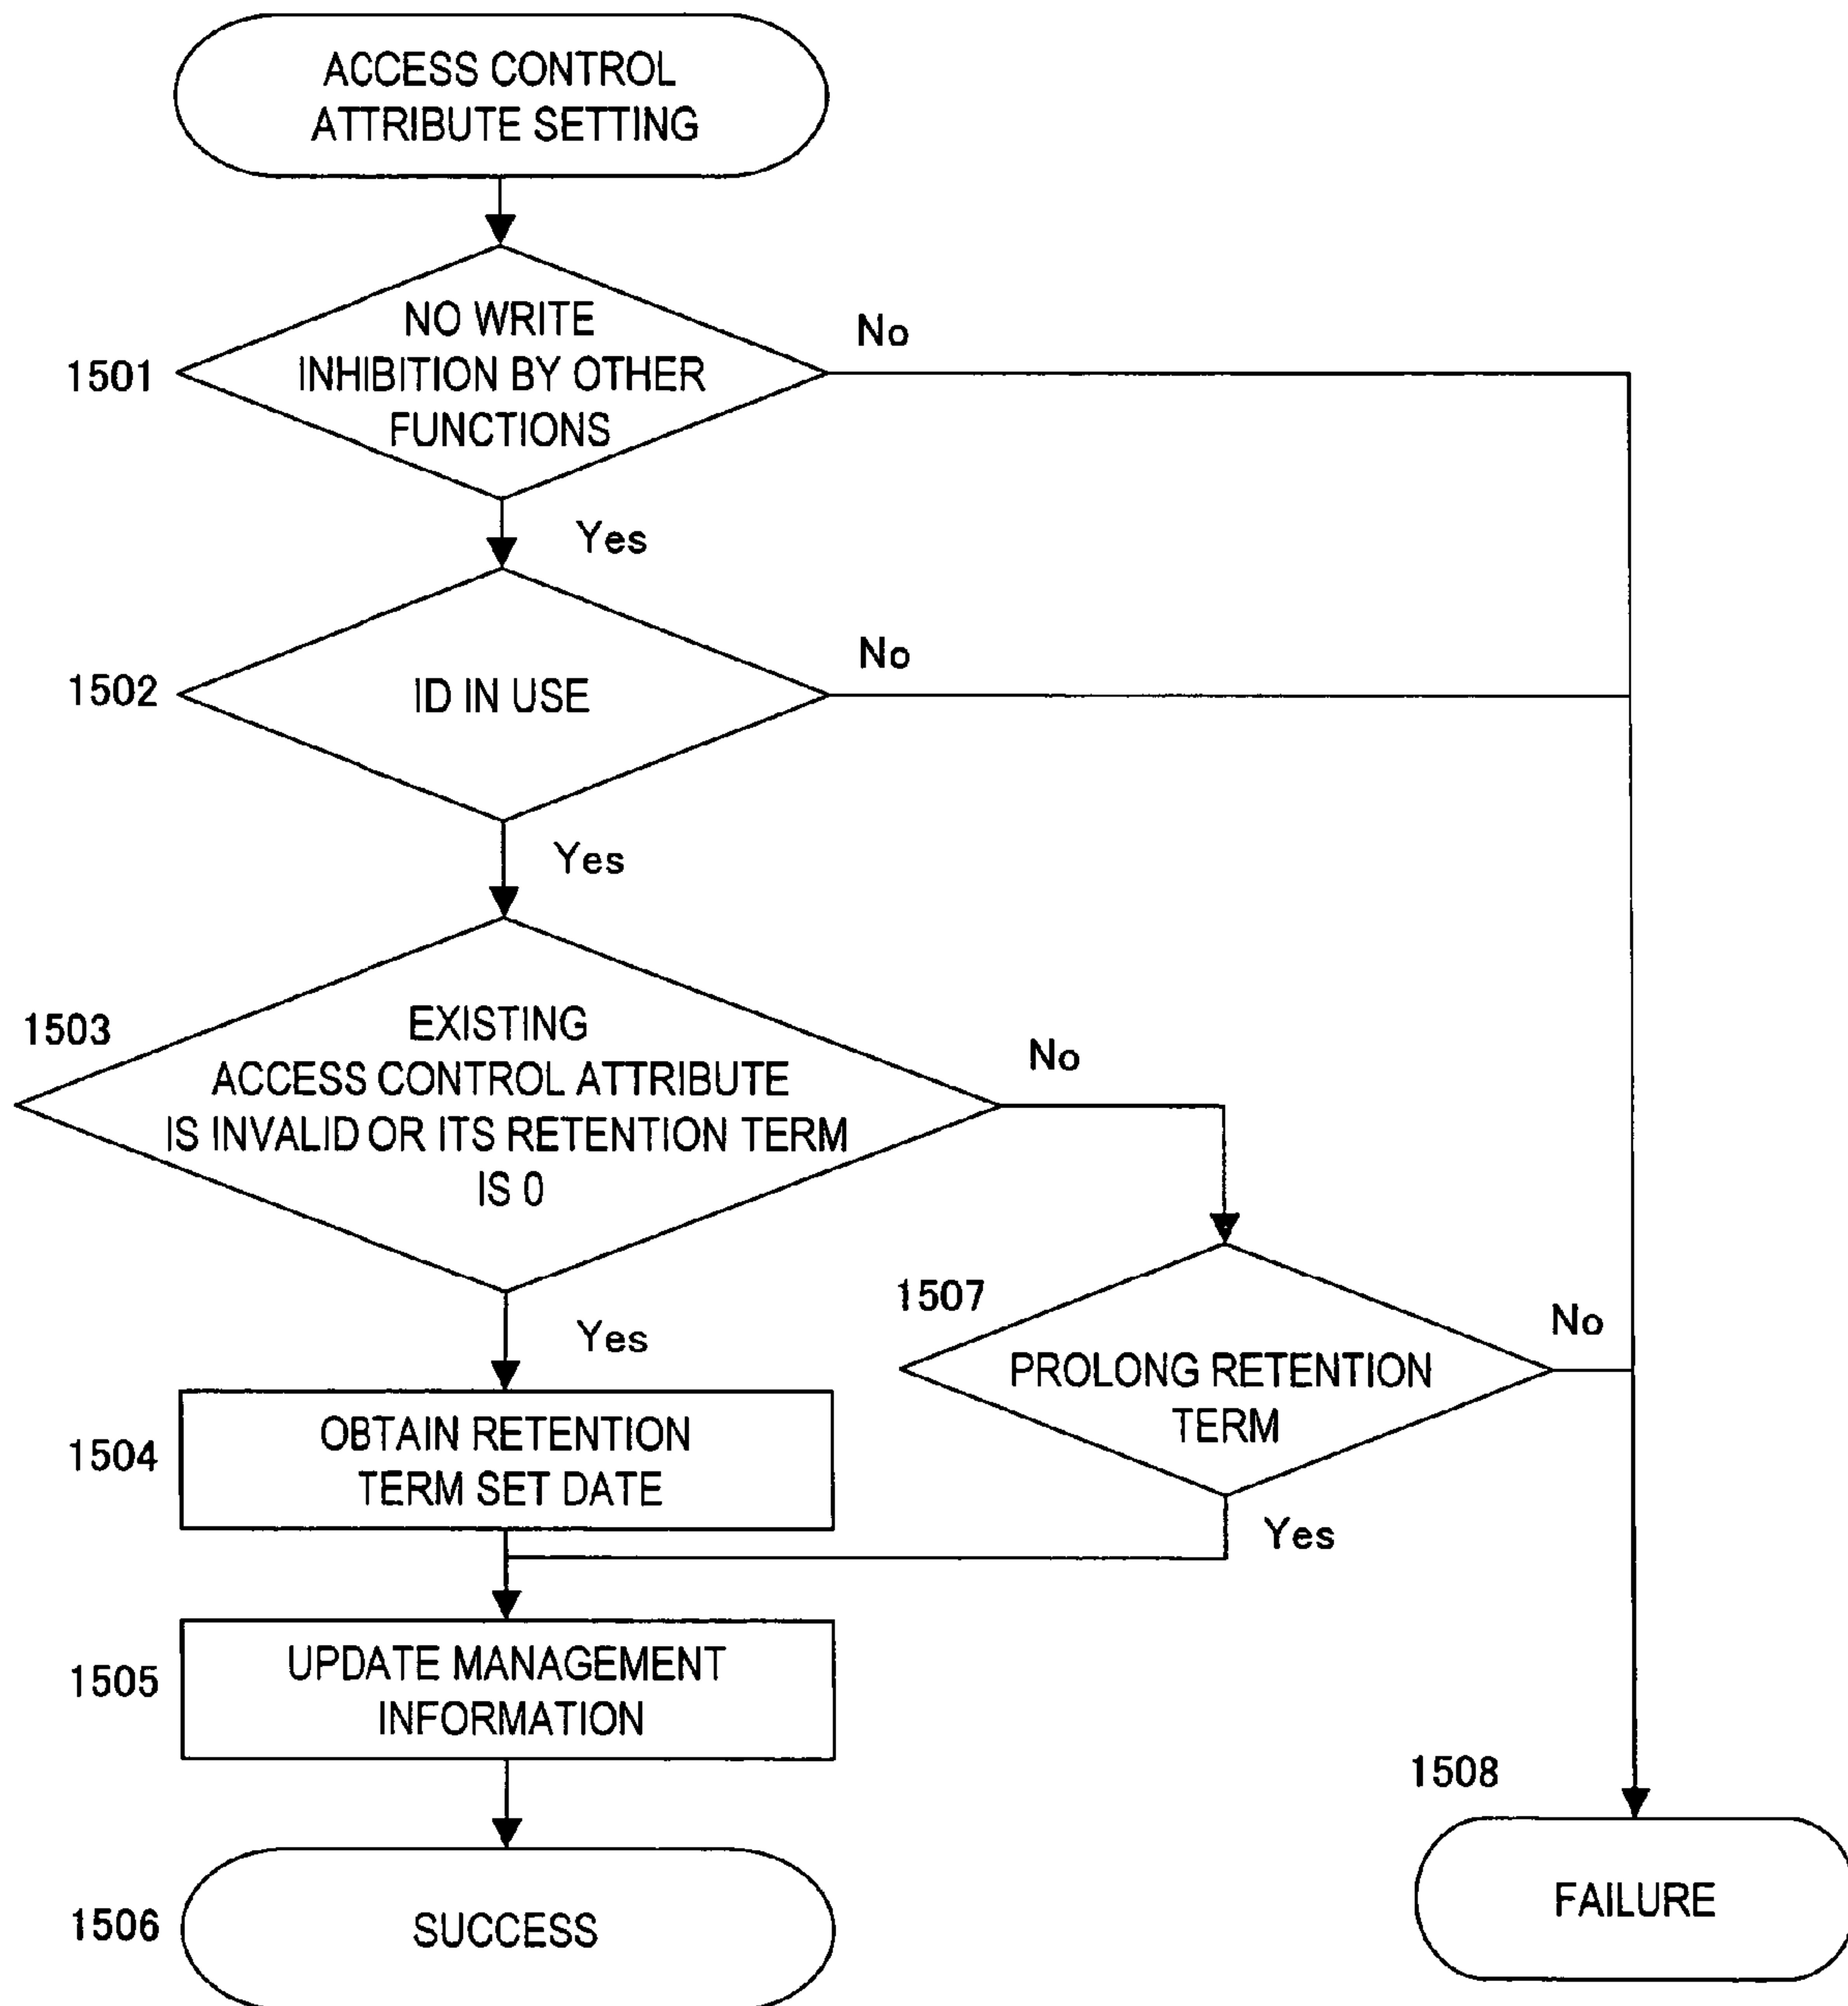 ACCESS CONTROL
ATTRIBUTE SETTING
1501
NO WRITE
INHIBITION BY OTHER
FUNCTIONS
No
Yes
1502
ID IN USE
No
Yes
1503
EXISTING
ACCESS CONTROL ATTRIBUTE
IS INVALID OR ITS RETENTION TERM
IS 0
No
Yes
1507
PROLONG RETENTION
TERM
No
Yes
1504
OBTAIN RETENTION
TERM SET DATE
1505
UPDATE MANAGEMENT
INFORMATION
1506
SUCCESS
1508
FAILURE